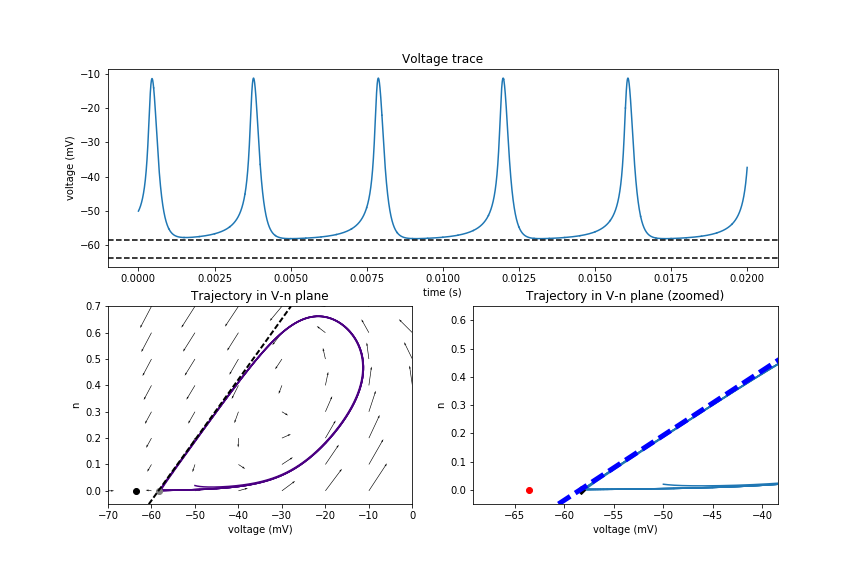 Voltage trace
−10
−20
−30
−40
−50
−60
voltage (mV)
0.0000 0.0025 0.0050 0.0075 0.0100 0.0125 0.0150 0.0175 0.0200
time (s)
Trajectory in V-n plane
0.7
0.6
0.5
0.4
0.3
0.2
0.1
0.0
n
−70 −60 −50 −40 −30 −20 −10 0
voltage (mV)
Trajectory in V-n plane (zoomed)
0.6
0.5
0.4
0.3
0.2
0.1
0.0
n
−65 −60 −55 −50 −45 −40
voltage (mV)